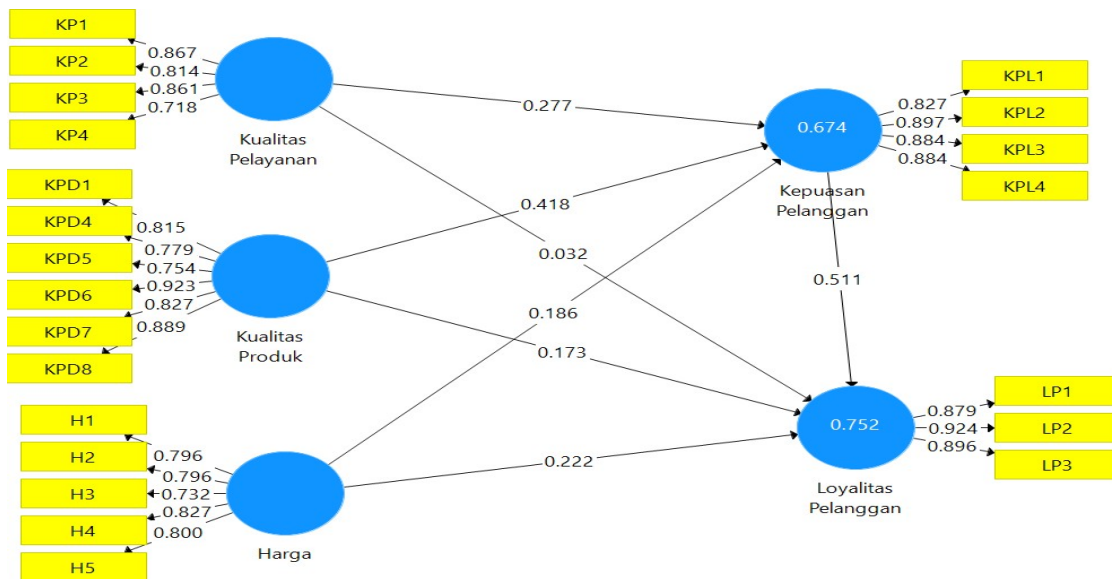 KP1
KP2
KP3
KP4
0.867
0.814
0.861
0.718
Kualitas
Pelayanan
KPD1
KPD4
KPD5
KPD6
KPD7
KPD8
0.815
0.779
0.754
0.923
0.827
0.889
Kualitas
Produk
H1
H2
H3
H4
H5
0.796
0.796
0.732
0.827
0.800
Harga
0.277
0.418
0.032
0.186
0.173
0.222
0.674
Kepuasan
Pelanggan
0.511
0.752
Loyalitas
Pelanggan
0.827
0.897
0.884
0.884
KPL1
KPL2
KPL3
KPL4
0.879
0.924
0.896
LP1
LP2
LP3